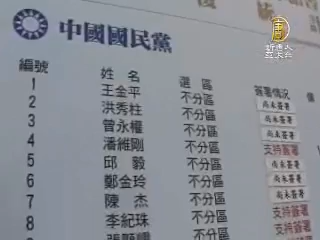 新唐人
亞太台
中國國民黨
編號 姓名 選區 簽署情況
1 王金平 不分區 尚未簽署
2 洪秀柱 不分區 尚未簽署
3 曾永權 不分區 尚未簽署
4 潘維剛 不分區 支持簽署
5 邱毅 不分區 尚未簽署
6 鄭金玲 不分區 尚未簽署
7 陳杰 不分區 支持簽署
8 李紀珠 不分區 支持簽署